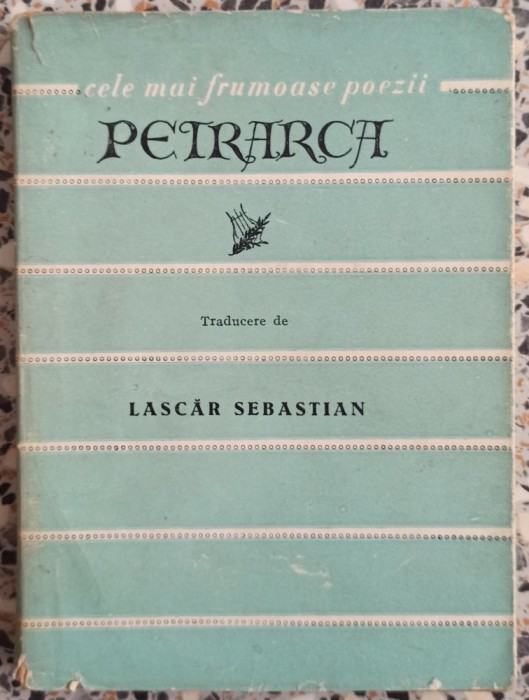 cele mai frumoase poezii
PETRARCA
Traducere de
LASCĂR SEBASTIAN